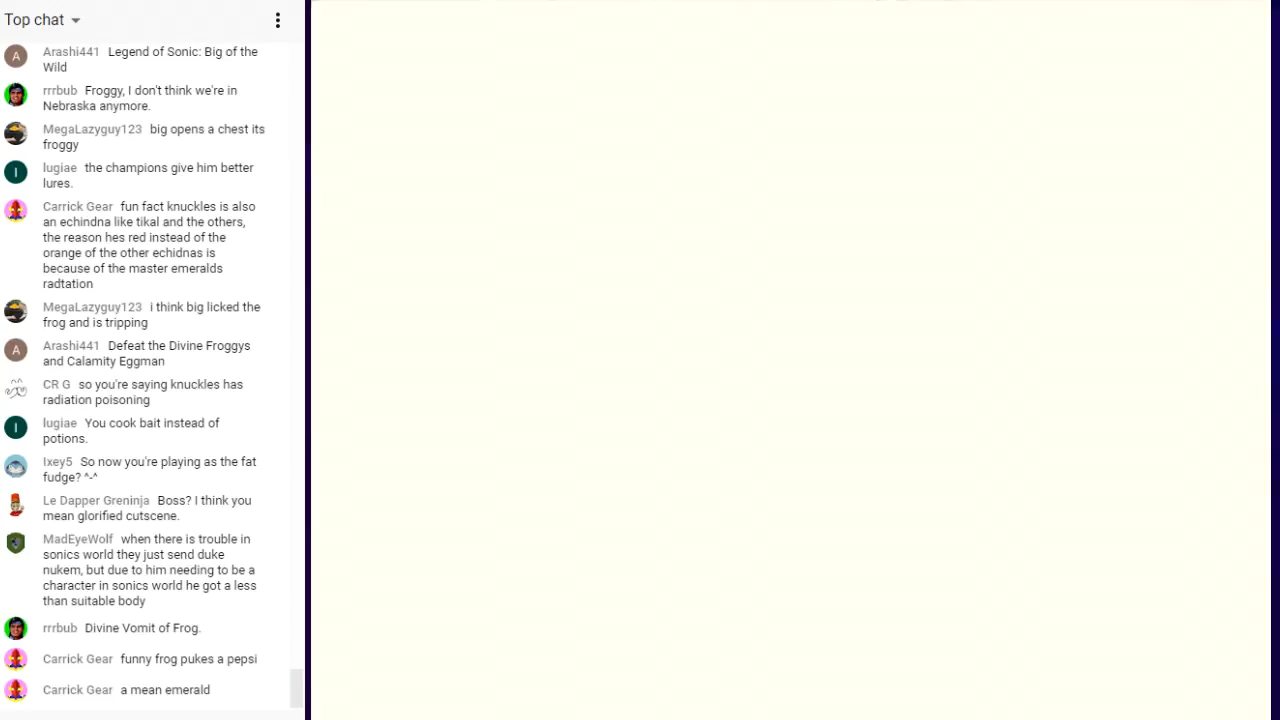 Top chat
Arashi441 Legend of Sonic: Big of the
Wild
rrrbub Froggy, I don't think we're in
Nebraska anymore.
MegaLazyguy123 big opens a chest its
froggy
lugiae the champions give him better
lures.
Carrick Gear fun fact knuckles is also
an echindna like tikal and the others,
the reason hes red instead of the
orange of the other echidnas is
because of the master emeralds
radtation
MegaLazyguy123 i think big licked the
frog and is tripping
Arashi441 Defeat the Divine Froggys
and Calamity Eggman
CR G so you're saying knuckles has
radiation poisoning
lugiae You cook bait instead of
potions.
Ixey5 So now you're playing as the fat
fudge? ^-^
Le Dapper Greninja Boss? I think you
mean glorified cutscene.
MadEyeWolf when there is trouble in
sonics world they just send duke
nukem, but due to him needing to be a
character in sonics world he got a less
than suitable body
rrrbub Divine Vomit of Frog.
Carrick Gear funny frog pukes a pepsi
Carrick Gear a mean emerald